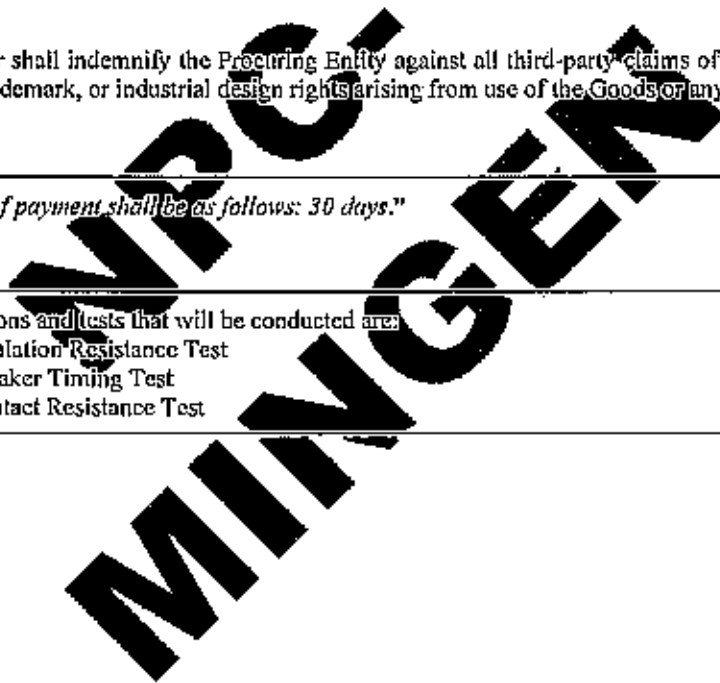 r shall indemnify the Procuring Entity against all third-party claims of
demark, or industrial design rights arising from use of the Goods or any
f payment shall be as follows: 30 days.”
ons and tests that will be conducted are:
ulation Resistance Test
aker Timing Test
ntact Resistance Test
NPC-
MINGEN